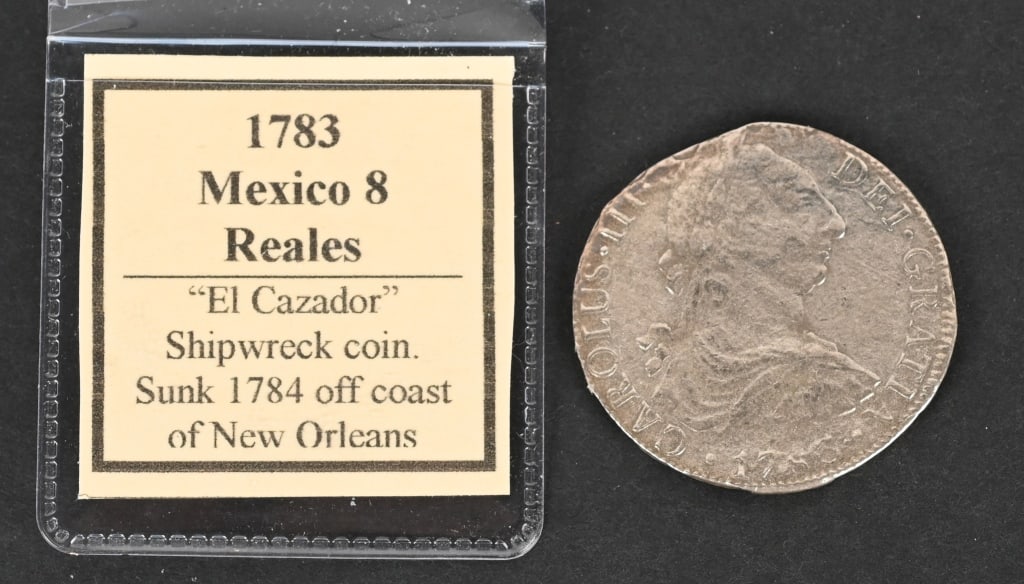 1783
Mexico 8
Reales
“El Cazador”
Shipwreck coin.
Sunk 1784 off coast
of New Orleans
CAROLUS·III· DEI·GRATIA
·178